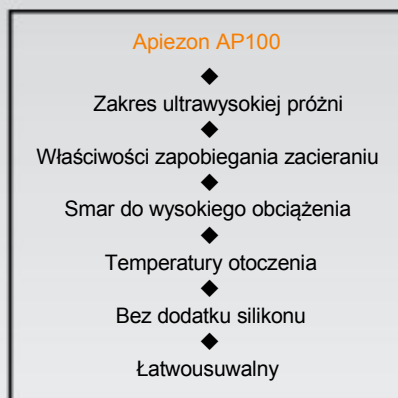 Apiezon AP100
◆
Zakres ultrawysokiej próżni
◆
Właściwości zapobiegania zacieraniu
◆
Smar do wysokiego obciążenia
◆
Temperatury otoczenia
◆
Bez dodatku silikonu
◆
Łatwousuwalny